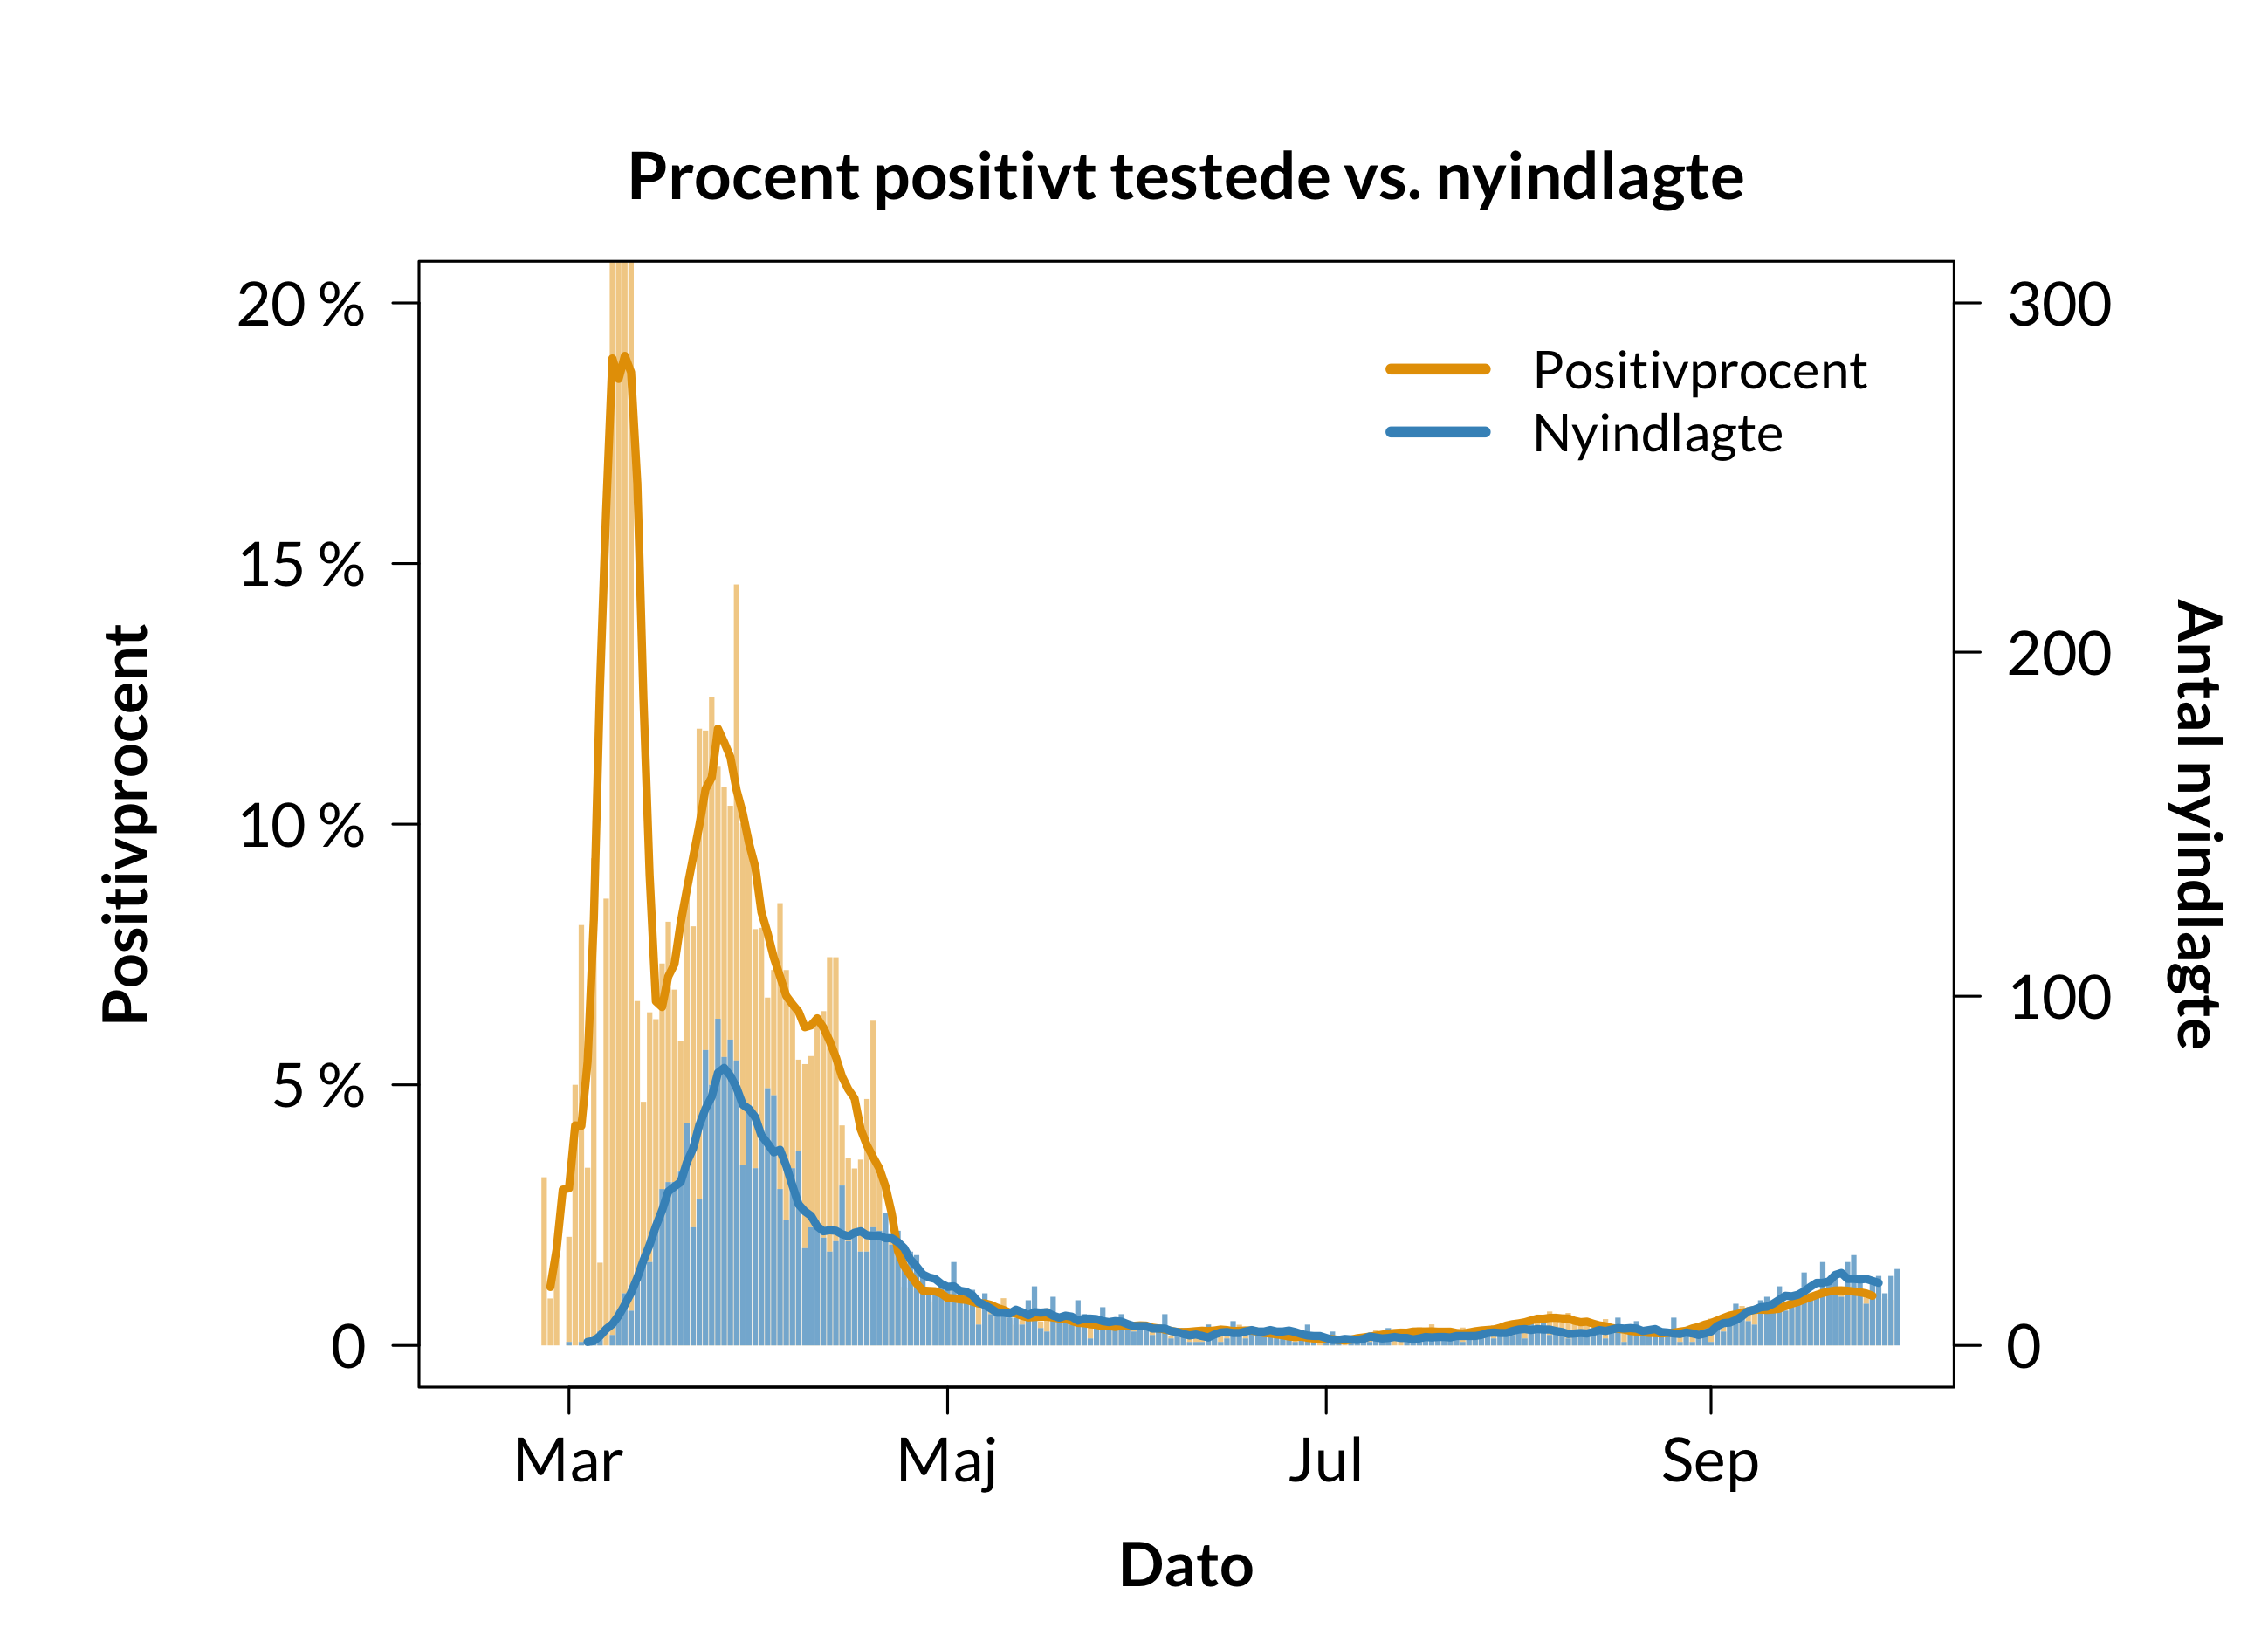 Procent positivt testede vs. nyindlagte
Positivprocent
Nyindlagte
20 %
15 %
10 %
5 %
0
Positivprocent
300
200
100
0
Antal nyindlagte
Mar
Maj
Jul
Sep
Dato